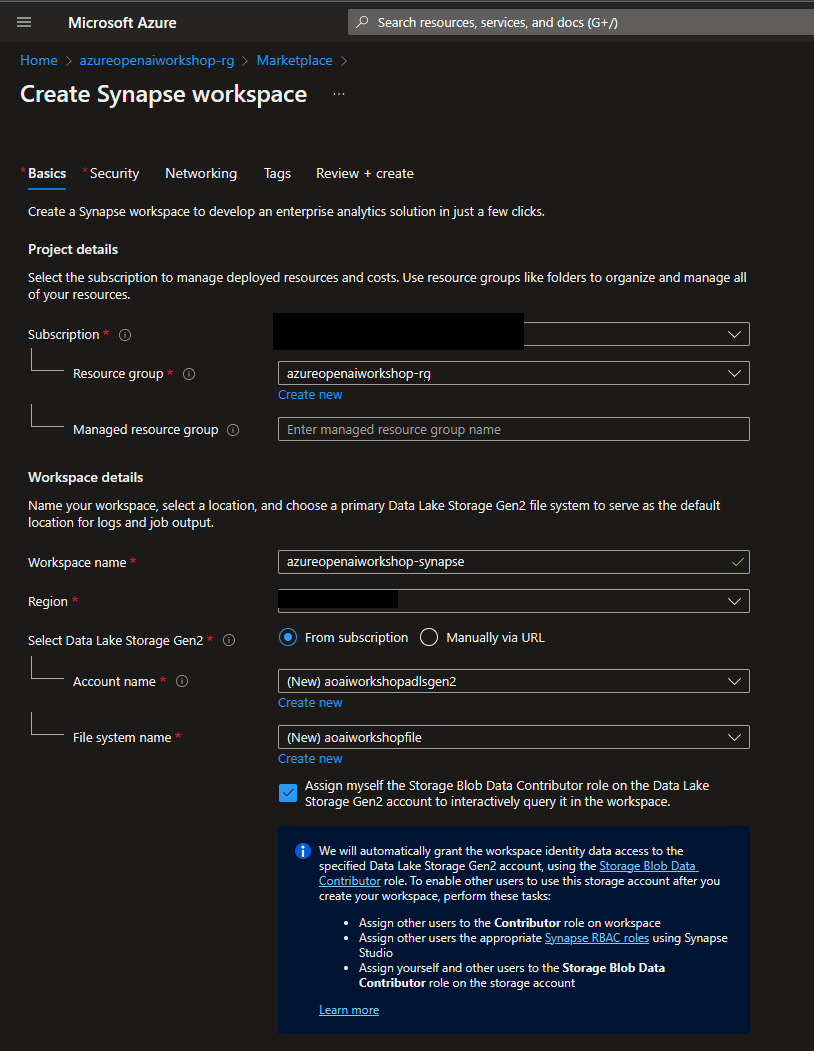 Microsoft Azure
Search resources, services, and docs (G+/)
Home > azureopenaiworkshop-rg > Marketplace >
Create Synapse workspace ...
* Basics * Security Networking Tags Review + create
Create a Synapse workspace to develop an enterprise analytics solution in just a few clicks.
Project details
Select the subscription to manage deployed resources and costs. Use resource groups like folders to organize and manage all
of your resources.
Subscription *
Resource group * azureopenaiworkshop-rg
Create new
Managed resource group Enter managed resource group name
Workspace details
Name your workspace, select a location, and choose a primary Data Lake Storage Gen2 file system to serve as the default
location for logs and job output.
Workspace name * azureopenaiworkshop-synapse
Region *
Select Data Lake Storage Gen2 * From subscription Manually via URL
Account name * (New) aoaiworkshopadlsgen2
Create new
File system name * (New) aoaiworkshopfile
Create new
Assign myself the Storage Blob Data Contributor role on the Data Lake
Storage Gen2 account to interactively query it in the workspace.
We will automatically grant the workspace identity data access to the
specified Data Lake Storage Gen2 account, using the Storage Blob Data
Contributor role. To enable other users to use this storage account after you
create your workspace, perform these tasks:
• Assign other users to the Contributor role on workspace
• Assign other users the appropriate Synapse RBAC roles using Synapse
Studio
• Assign yourself and other users to the Storage Blob Data
Contributor role on the storage account
Learn more